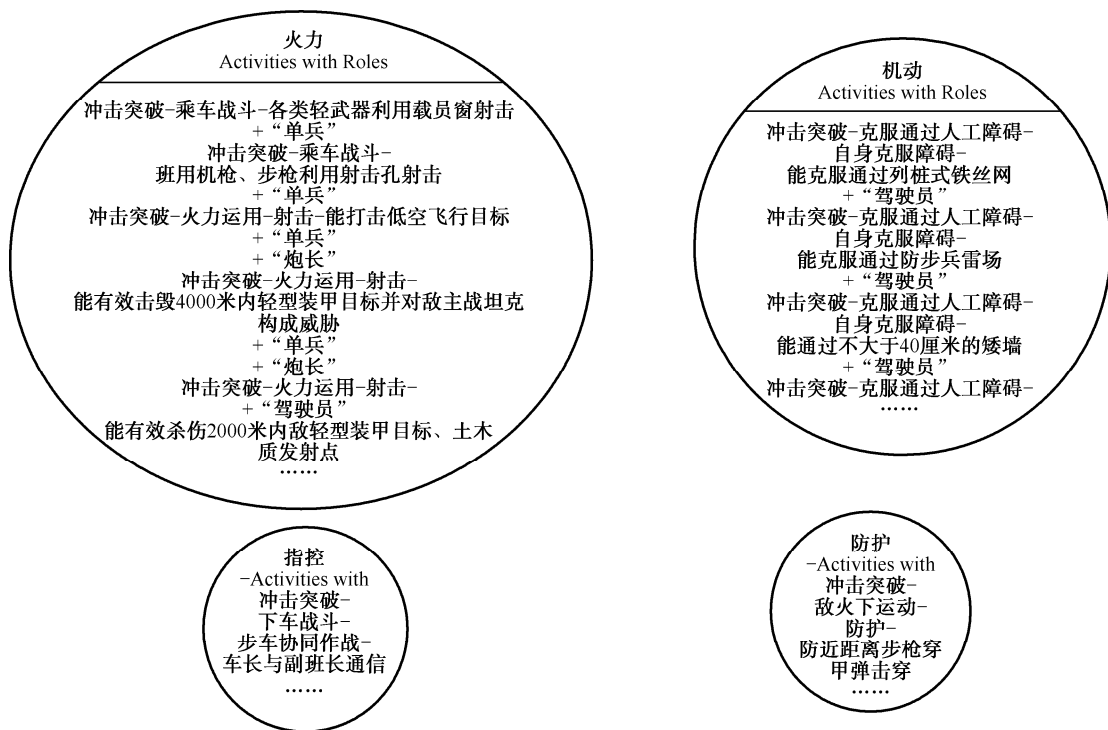 火力
Activities with Roles
冲击突破-乘车战斗-各类轻武器利用载员窗射击
+“单兵”
冲击突破-乘车战斗-
班用机枪、步枪利用射击孔射击
+“单兵”
冲击突破-火力运用-射击-能打击低空飞行目标
+“单兵”
+“炮长”
冲击突破-火力运用-射击-
能有效击毁4000米内轻型装甲目标并对敌主战坦克
构成威胁
+“单兵”
+“炮长”
冲击突破-火力运用-射击-
+“驾驶员”
能有效杀伤2000米内敌轻型装甲目标、土木
质发射点
……
机动
Activities with Roles
冲击突破-克服通过人工障碍-
自身克服障碍-
能克服通过列桩式铁丝网
+“驾驶员”
冲击突破-克服通过人工障碍-
自身克服障碍-
能克服通过防步兵雷场
+“驾驶员”
冲击突破-克服通过人工障碍-
自身克服障碍-
能通过不大于40厘米的矮墙
+“驾驶员”
冲击突破-克服通过人工障碍-
……
指控
-Activities with
冲击突破-
下车战斗-
步车协同作战-
车长与副班长通信
……
防护
-Activities with
冲击突破-
敌火下运动-
防护-
防近距离步枪穿
甲弹击穿
……